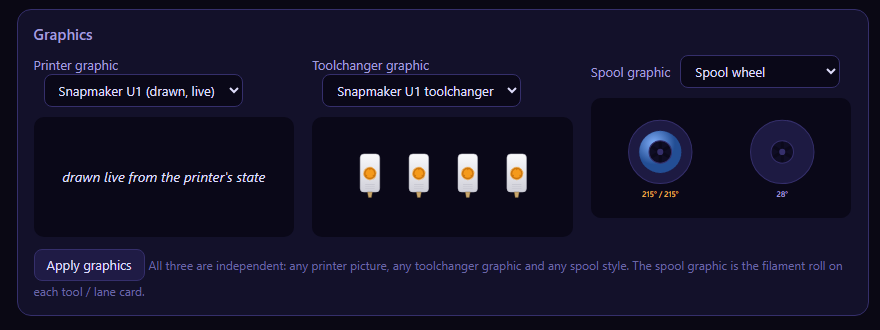 Graphics
Printer graphic
Snapmaker U1 (drawn, live)
Toolchanger graphic
Snapmaker U1 toolchanger
Spool graphic
Spool wheel
drawn live from the printer's state
215° / 215°
28°
Apply graphics
All three are independent: any printer picture, any toolchanger graphic and any spool style. The spool graphic is the filament roll on
each tool / lane card.